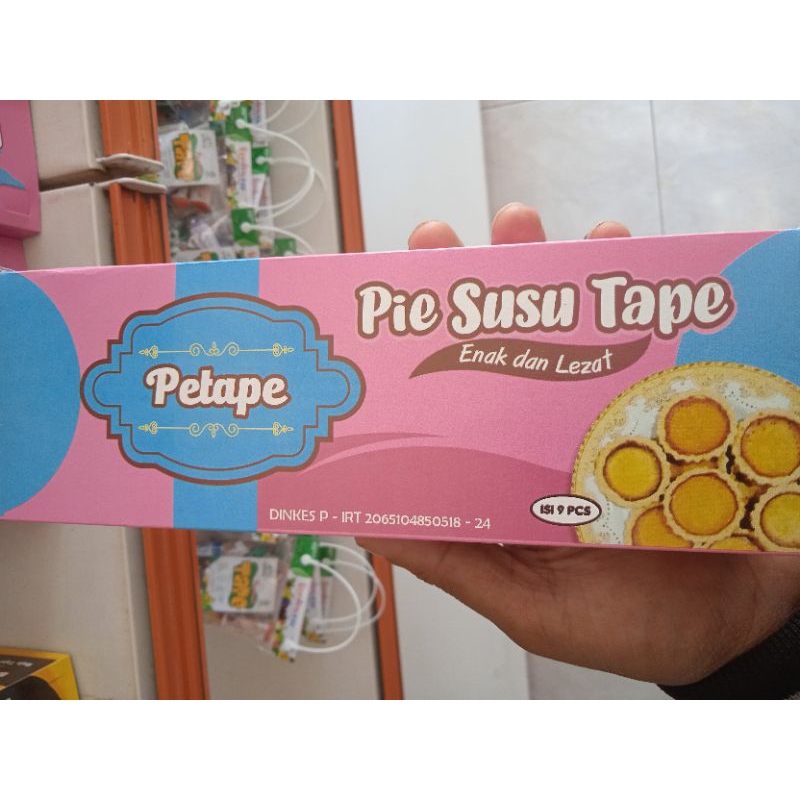 Petape
Pie Susu Tape
Enak dan Lezat
DINKES P - IRT 2065104850518 - 24
ISI 9 PCS